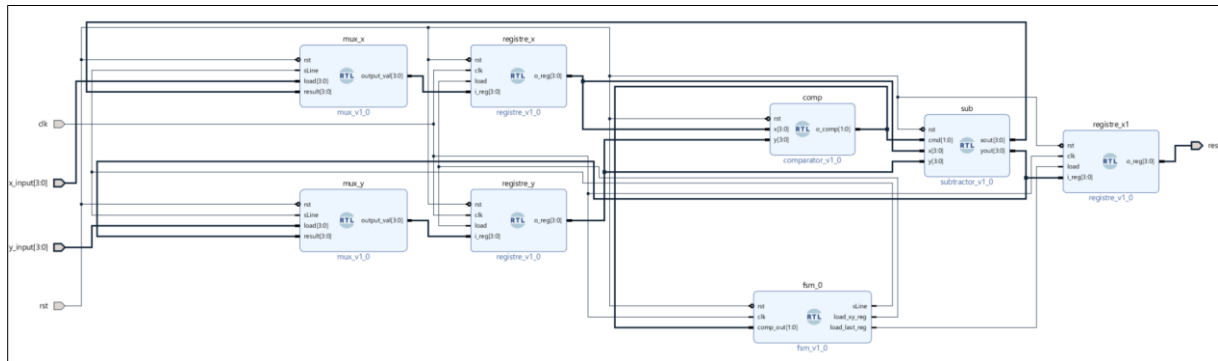 mux_x
rst
sLine
load[3:0]
result[3:0]
output_val[3:0]
RTL
mux_v1_0
registre_x
rst
clk
load
i_reg[3:0]
o_reg[3:0]
RTL
registre_v1_0
comp
rst
x[3:0]
y[3:0]
o_comp[1:0]
RTL
comparator_v1_0
sub
rst
cmd[1:0]
x[3:0]
y[3:0]
xout[3:0]
yout[3:0]
RTL
subtractor_v1_0
registre_x1
rst
clk
load
i_reg[3:0]
o_reg[3:0]
RTL
registre_v1_0
res
clk
x_input[3:0]
y_input[3:0]
rst
mux_y
rst
sLine
load[3:0]
result[3:0]
output_val[3:0]
RTL
mux_v1_0
registre_y
rst
clk
load
i_reg[3:0]
o_reg[3:0]
RTL
registre_v1_0
fsm_0
rst
clk
comp_out[1:0]
sLine
load_xy_reg
load_last_reg
RTL
fsm_v1_0